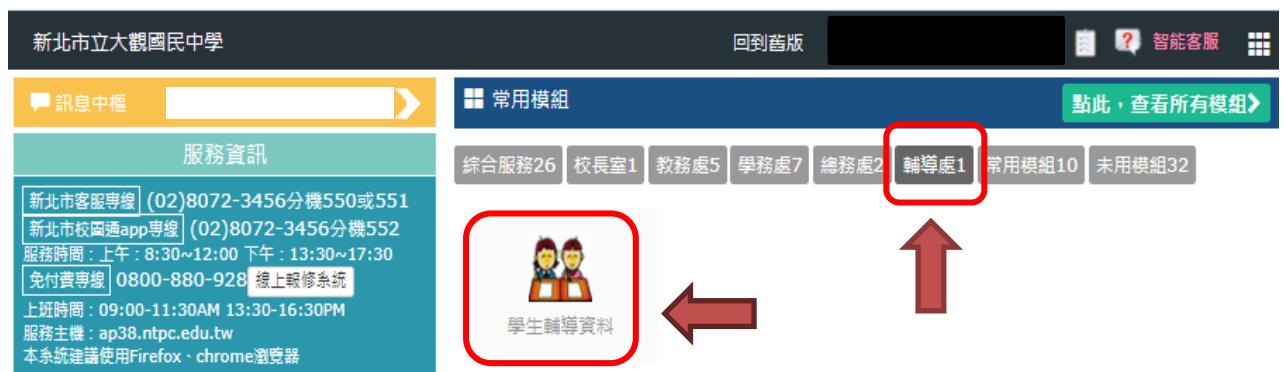 新北市立大觀國民中學
回到舊版
智能客服
訊息中樞
服務資訊
新北市客服專線 (02)8072-3456分機550或551
新北市校園通app專線 (02)8072-3456分機552
服務時間：上午：8:30~12:00 下午：13:30~17:30
免付費專線 0800-880-928 線上報修系統
上班時間：09:00-11:30AM 13:30-16:30PM
服務主機：ap38.ntpc.edu.tw
本系統建議使用Firefox、chrome瀏覽器
常用模組
點此，查看所有模組
綜合服務26 校長室1 教務處5 學務處7 總務處2 輔導處1 常用模組10 未用模組32
學生輔導資料